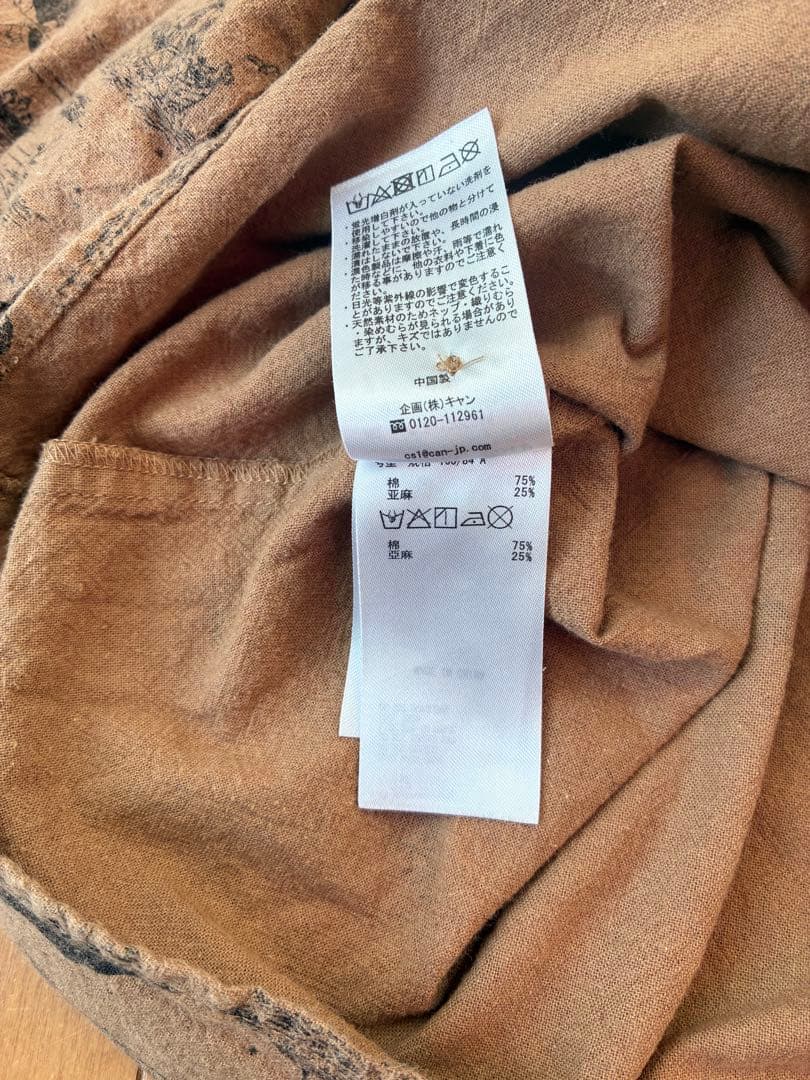 ・蛍光増白剤が入っていない洗剤を
使用して下さい。
・移染しやすいので他の物と分けて
洗濯して下さい。
・濡れたままの放置や、長時間の浸
漬はしないで下さい。
・濃色製品は摩擦や汗、雨等で濡れ
た時などに、他の衣料や下着に色
が移る事がありますのでご注意く
ださい。
・日光等紫外線の影響で変色するこ
とがありますのでご注意ください。
・天然素材のためネップ・織りむら
・染めむらが見られる場合があり
ますが、キズではありませんので
ご了承下さい。
中国製
企画(株)キャン
0120-112961
cs1@can-jp.com
号型 規格 160/84 A
棉 75%
亚麻 25%
棉 75%
亞麻 25%